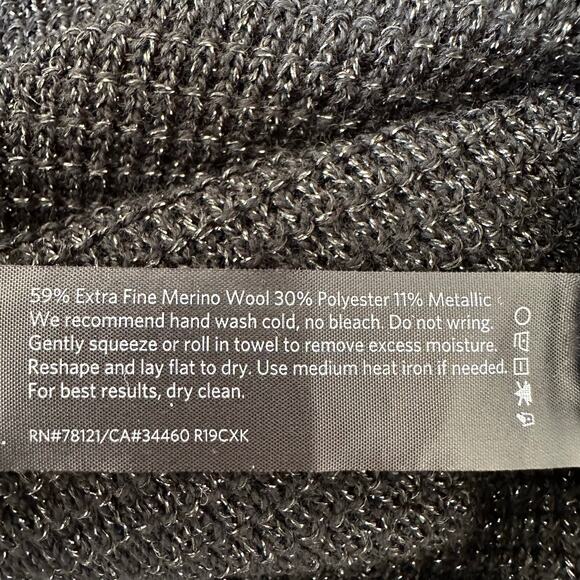 59% Extra Fine Merino Wool 30% Polyester 11% Metallic
We recommend hand wash cold, no bleach. Do not wring.
Gently squeeze or roll in towel to remove excess moisture.
Reshape and lay flat to dry. Use medium heat iron if needed.
For best results, dry clean.
RN#78121/CA#34460 R19CXK